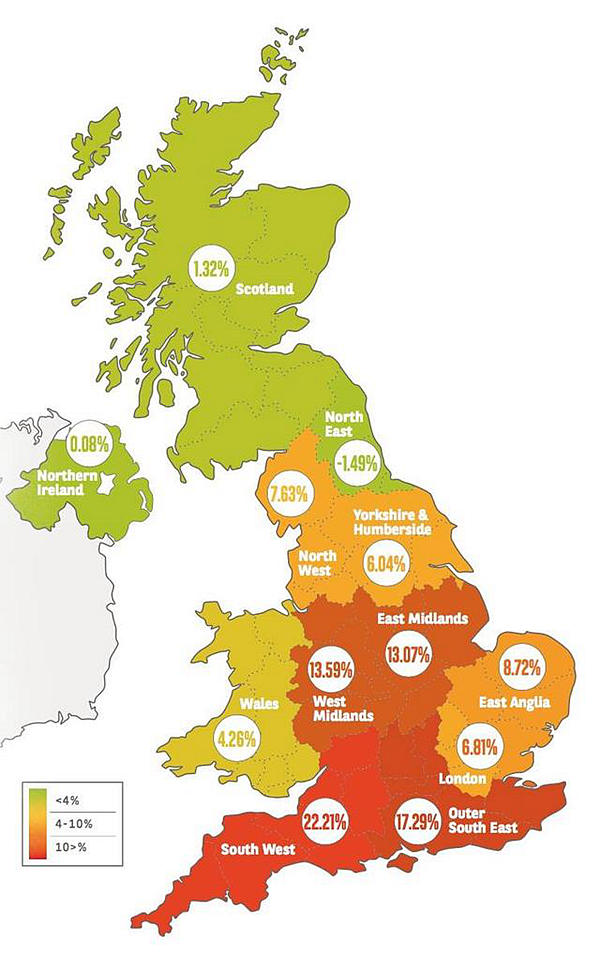 1.32%
Scotland
North
East
-1.49%
0.08%
Northern
Ireland
7.63%
Yorkshire &
Humberside
North
West
6.04%
East Midlands
13.07%
13.59%
West
Midlands
8.72%
East Anglia
Wales
4.26%
6.81%
London
<4%
4-10%
10>%
22.21%
South West
17.29%
Outer
South East